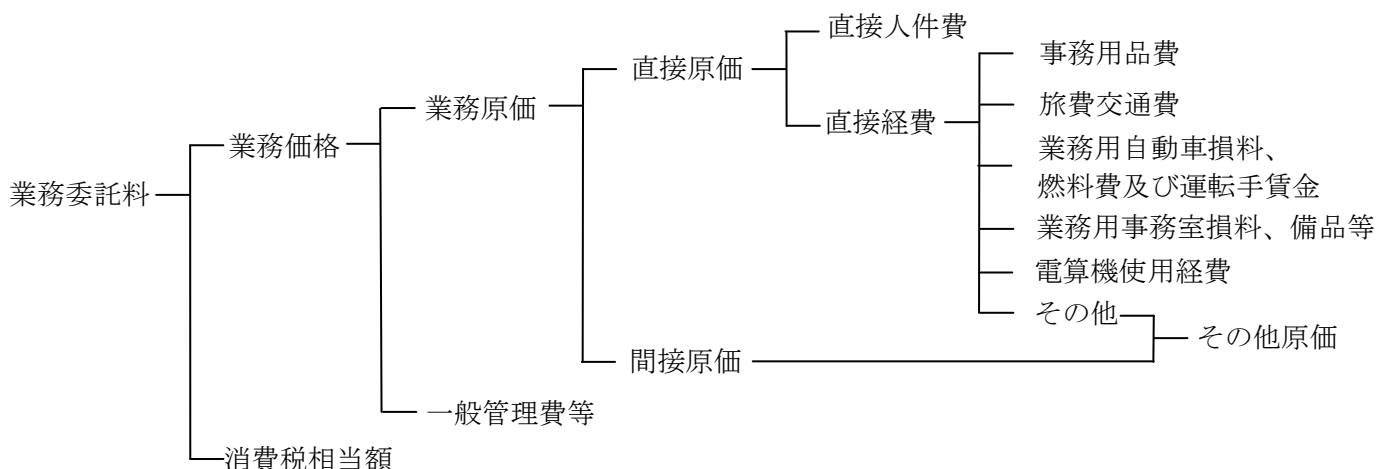 直接人件費
事務用品費
直接原価
旅費交通費
業務原価
直接経費
業務価格
業務用自動車損料、
燃料費及び運転手賃金
業務委託料
業務用事務室損料、備品等
電算機使用経費
その他
その他原価
間接原価
一般管理費等
消費税相当額